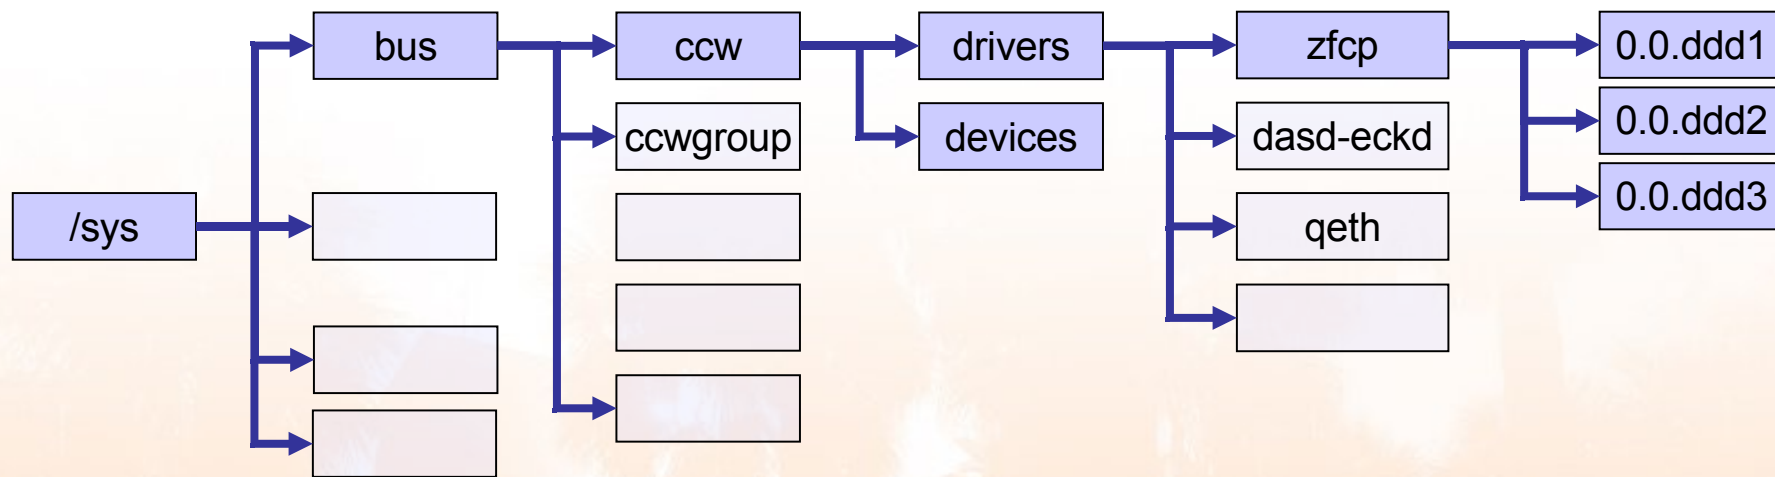 bus
ccw
drivers
zfcp
0.0.ddd1
ccwgroup
devices
dasd-eckd
0.0.ddd2
/sys
qeth
0.0.ddd3